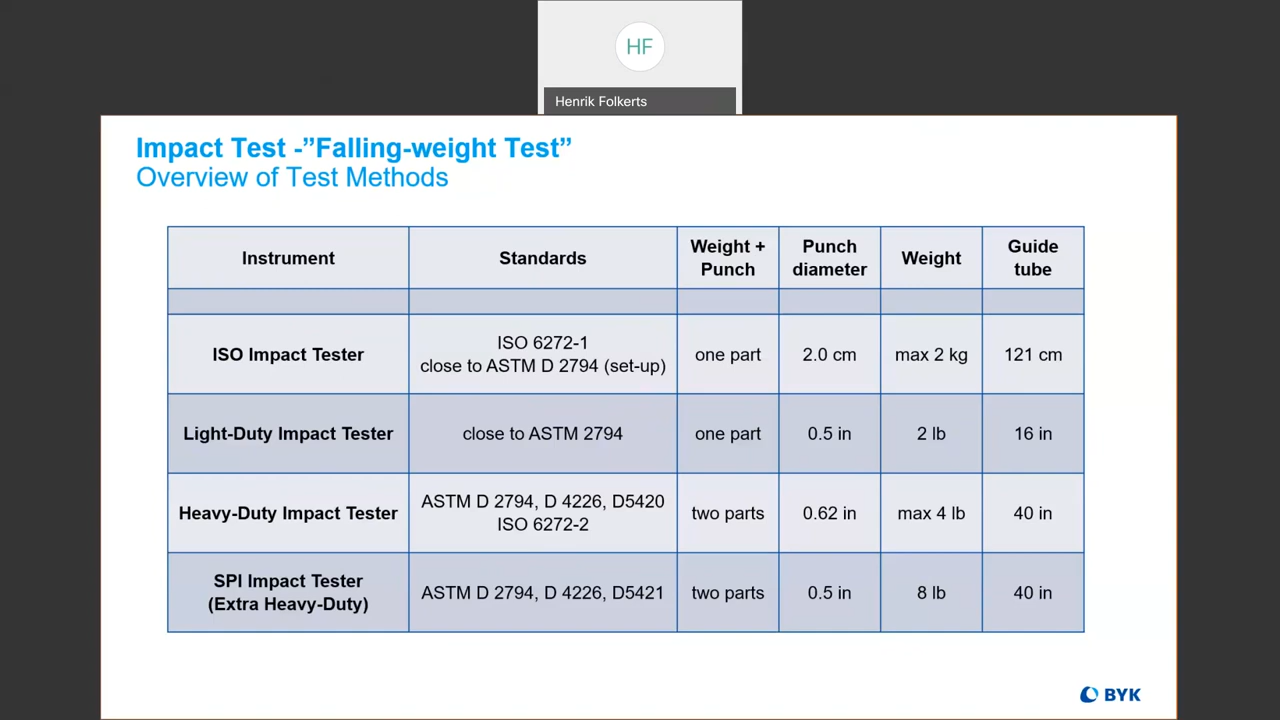 HF
Henrik Folkerts
Impact Test -”Falling-weight Test”
Overview of Test Methods
Instrument
Standards
Weight +
Punch
Punch
diameter
Weight
Guide
tube
ISO Impact Tester
ISO 6272-1
close to ASTM D 2794 (set-up)
one part
2.0 cm
max 2 kg
121 cm
Light-Duty Impact Tester
close to ASTM 2794
one part
0.5 in
2 lb
16 in
Heavy-Duty Impact Tester
ASTM D 2794, D 4226, D5420
ISO 6272-2
two parts
0.62 in
max 4 lb
40 in
SPI Impact Tester
(Extra Heavy-Duty)
ASTM D 2794, D 4226, D5421
two parts
0.5 in
8 lb
40 in
BYK